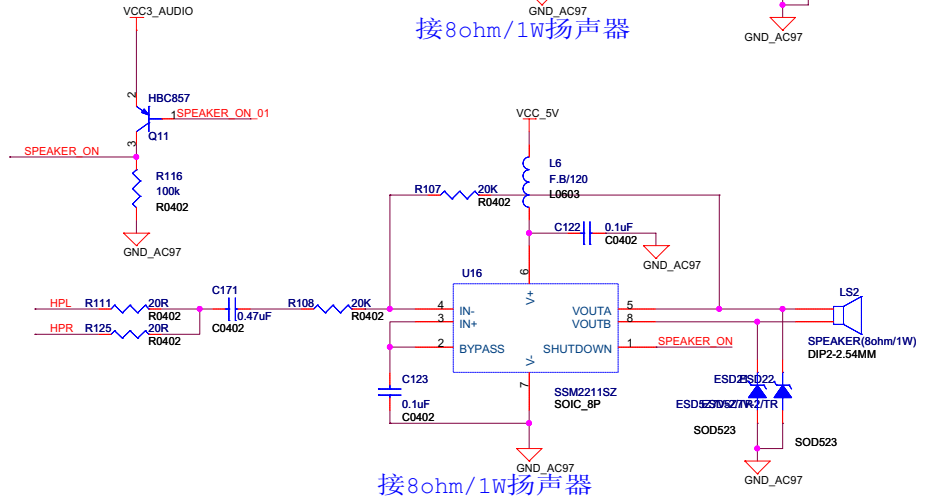 GND_AC97
接8ohm/1W扬声器
GND_AC97
VCC3_AUDIO
2
HBC857
1
SPEAKER_ON_01
Q11
3
SPEAKER_ON
R116
100k
R0402
GND_AC97
VCC_5V
L6
F.B/120
L0603
R107
20K
R0402
C122
0.1uF
C0402
GND_AC97
U16
6
V+
HPL
R111
20R
R0402
HPR
R125
20R
R0402
C171
0.47uF
C0402
R108
20K
R0402
4
IN-
3
IN+
2
BYPASS
VOUTA
5
VOUTB
8
SHUTDOWN
1
SPEAKER_ON
V-
7
SSM2211SZ
SOIC_8P
C123
0.1uF
C0402
LS2
SPEAKER(8ohm/1W)
DIP2-2.54MM
ESD22
SOD523
SOD523
GND_AC97
GND_AC97
接8ohm/1W扬声器